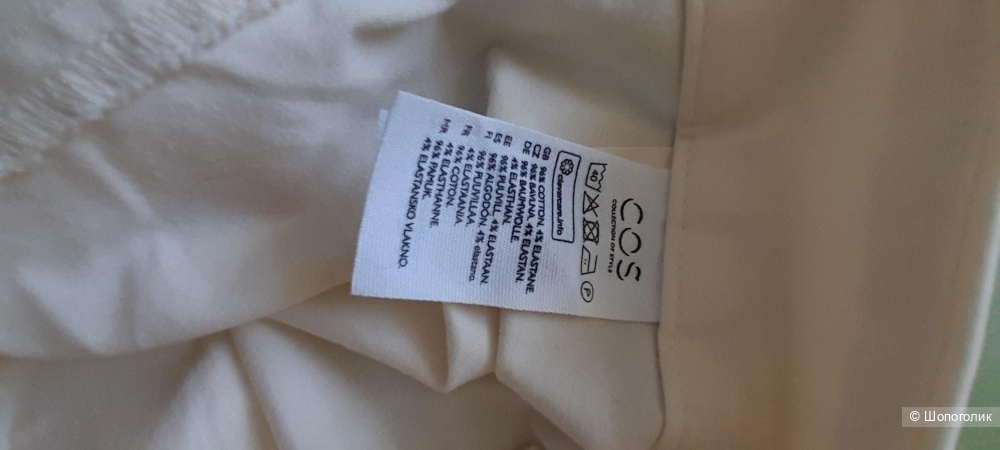 COS
COLLECTION OF STYLE
40 P
clevercare.info
GB 96% COTTON. 4% ELASTANE
CZ 96% BAVLNA. 4% ELASTAN.
DE 96% BAUMWOLLE.
4% ELASTHAN.
EE 96% PUUVILL. 4% ELASTAAN.
ES 96% ALGODÓN. 4% elastano.
FI 96% PUUVILLAA.
4% ELASTAANIA.
FR 96% COTON.
4% ELASTHANNE.
HR 96% PAMUK.
4% ELASTANSKO VLAKNO.
© Шопоголик